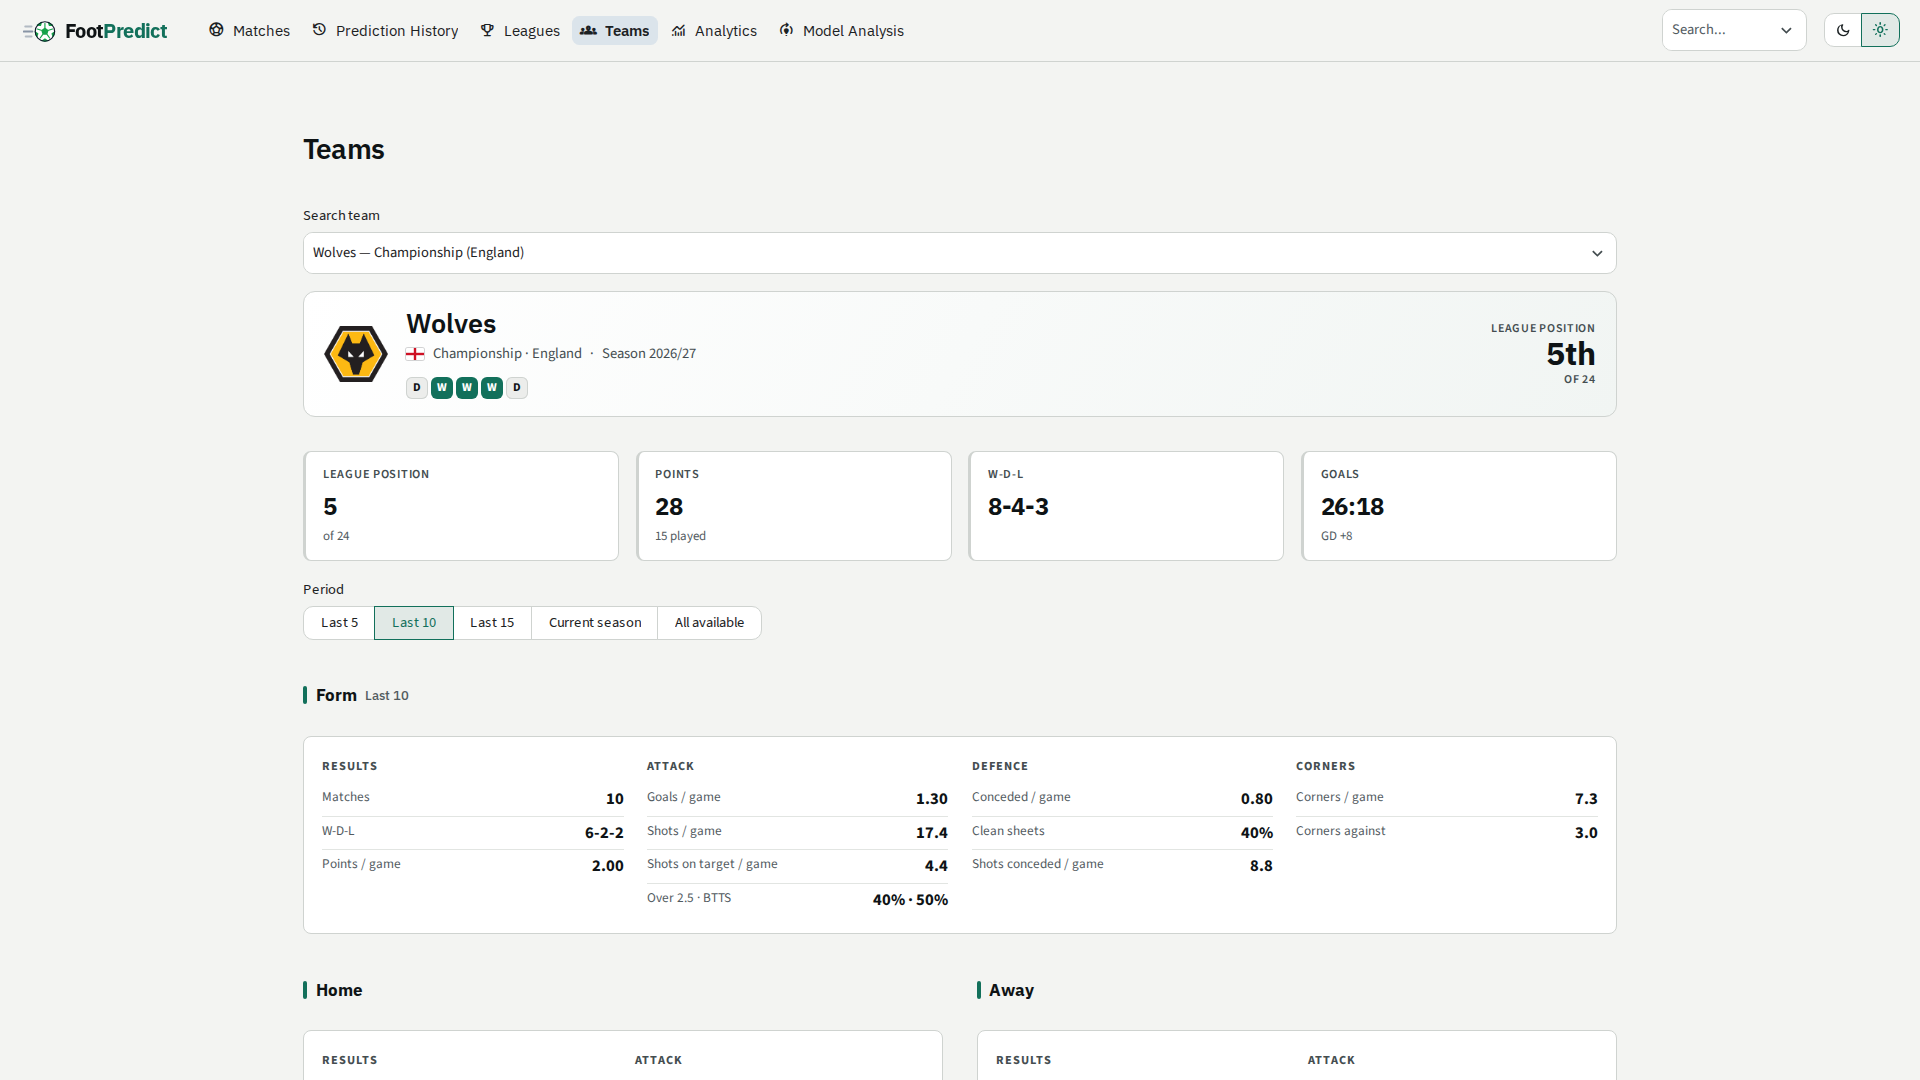 FootPredict
Matches
Prediction History
Leagues
Teams
Analytics
Model Analysis
Search...
Teams
Search team
Wolves — Championship (England)
Wolves
Championship · England · Season 2026/27
D W W W D
LEAGUE POSITION
5th
OF 24
LEAGUE POSITION
5
of 24
POINTS
28
15 played
W-D-L
8-4-3
GOALS
26:18
GD +8
Period
Last 5
Last 10
Last 15
Current season
All available
Form Last 10
RESULTS
Matches 10
W-D-L 6-2-2
Points / game 2.00
ATTACK
Goals / game 1.30
Shots / game 17.4
Shots on target / game 4.4
Over 2.5 · BTTS 40% · 50%
DEFENCE
Conceded / game 0.80
Clean sheets 40%
Shots conceded / game 8.8
CORNERS
Corners / game 7.3
Corners against 3.0
Home
RESULTS
ATTACK
Away
RESULTS
ATTACK